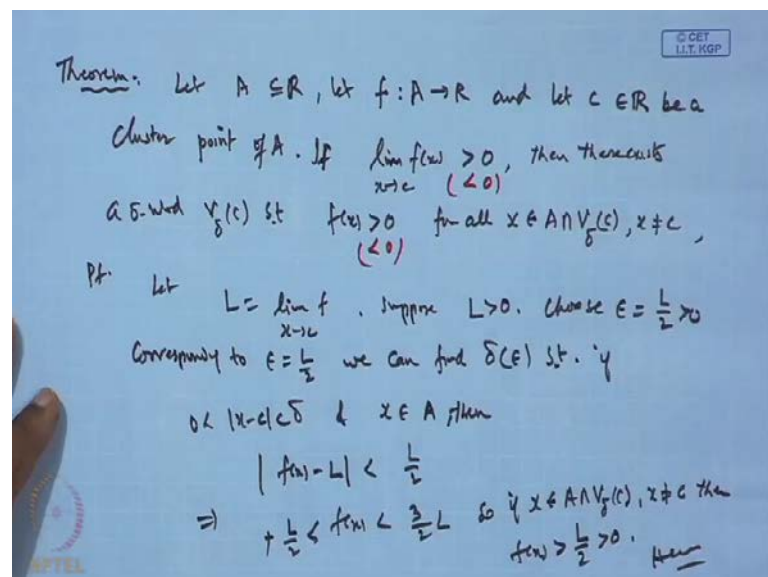 © CET
I.I.T. KGP
Theorem. Let A ⊆ R, let f : A → R and let c ∈ R be a
Cluster point of A. If lim f(x) > 0, then there exists
x→c (< 0)
a δ-nbd V_δ(c) s.t f(x) > 0 for all x ∈ A ∩ V_δ(c), x ≠ c,
(< 0)
Pf. Let L = lim f. Suppose L > 0. Choose ε = L/2 > 0
x→c
Corresponding to ε = L/2 we can find δ(ε) s.t. if
0 < |x-c| < δ & x ∈ A, then
|f(x) - L| < L/2
⇒ + L/2 < f(x) < 3/2 L So if x ∈ A ∩ V_δ(c), x ≠ c then
f(x) > L/2 > 0.
NPTEL